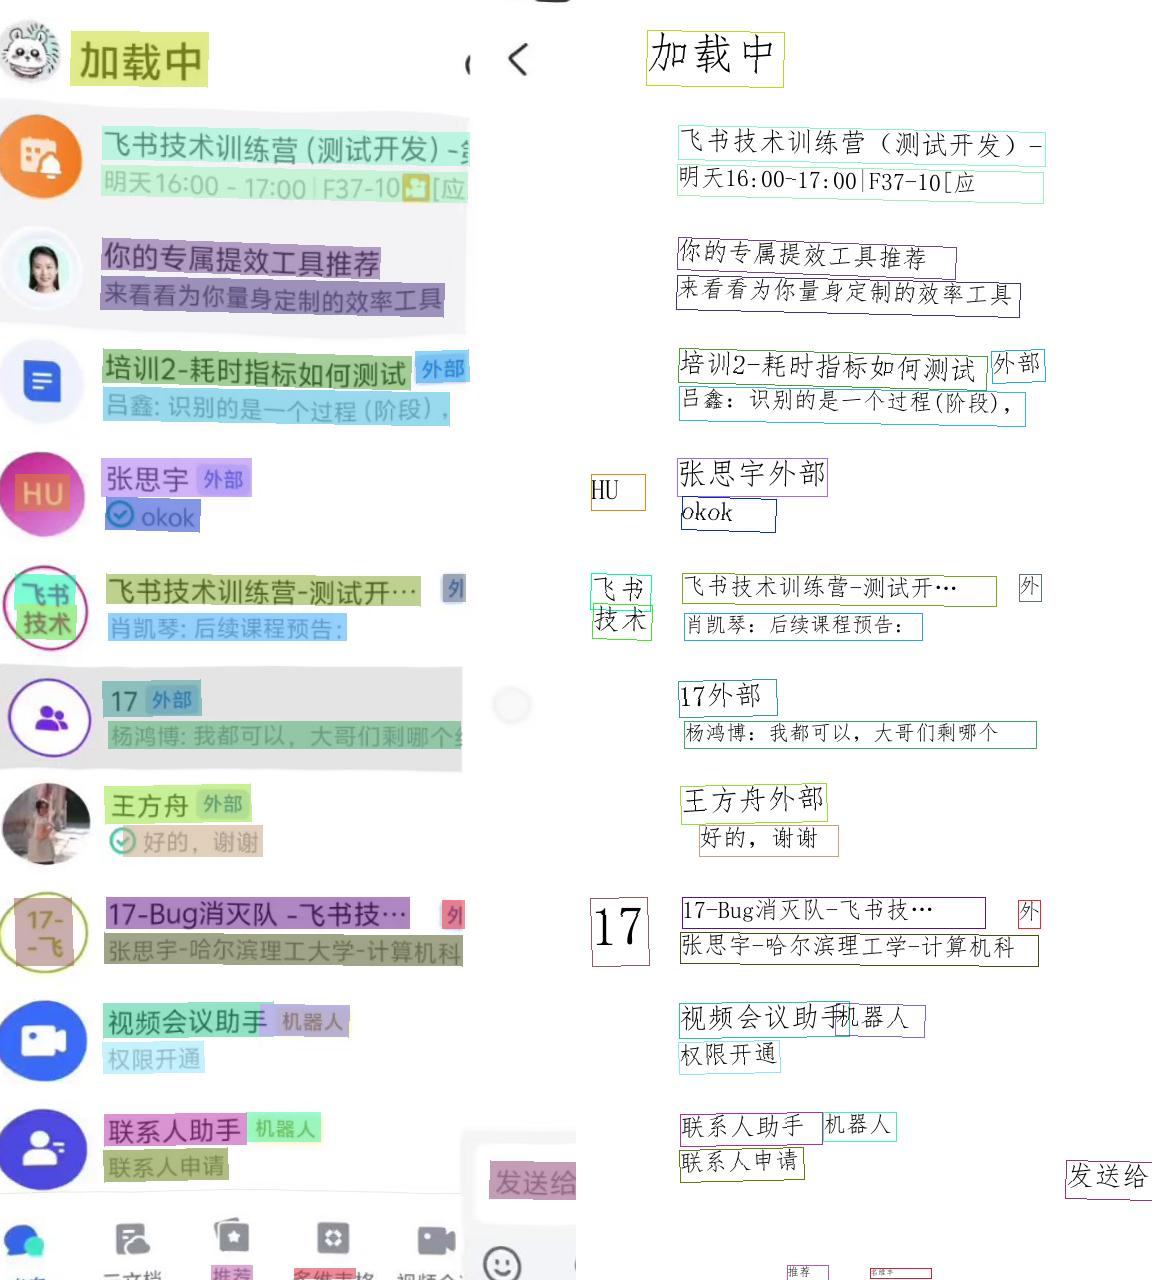 加载中
加载中
飞书技术训练营 (测试开发) -
飞书技术训练营（测试开发）-
明天16:00 - 17:00 | F37-10 [应
明天16:00-17:00|F37-10[应
你的专属提效工具推荐
你的专属提效工具推荐
来看看为你量身定制的效率工具
来看看为你量身定制的效率工具
培训2-耗时指标如何测试 外部
培训2-耗时指标如何测试 外部
吕鑫: 识别的是一个过程 (阶段) ,
吕鑫：识别的是一个过程(阶段)，
HU
张思宇 外部
HU
张思宇外部
okok
okok
飞书
技术
飞书技术训练营-测试开… 外
飞书
技术
飞书技术训练营-测试开… 外
肖凯琴: 后续课程预告:
肖凯琴：后续课程预告：
17 外部
17外部
杨鸿博: 我都可以，大哥们剩哪个
杨鸿博：我都可以，大哥们剩哪个
王方舟 外部
王方舟外部
好的，谢谢
好的，谢谢
17-
-飞
17-Bug消灭队 -飞书技… 外
17
17-Bug消灭队-飞书技… 外
张思宇-哈尔滨理工大学-计算机科
张思宇-哈尔滨理工学-计算机科
视频会议助手 机器人
视频会议助手机器人
权限开通
权限开通
联系人助手 机器人
联系人助手 机器人
联系人申请
联系人申请
发送给
发送给
云文档 推荐 多维表格 视频会
推荐